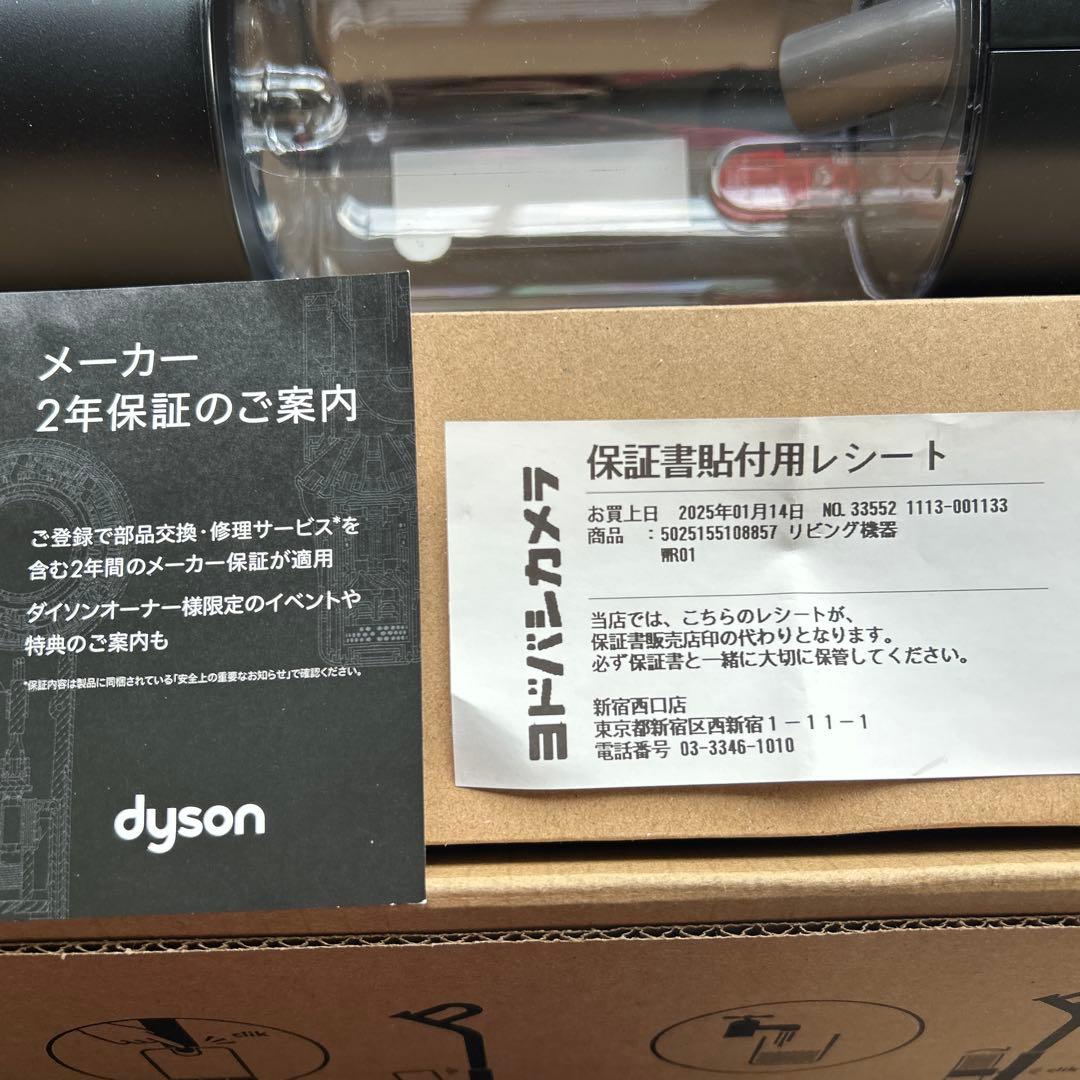 メーカー
2年保証のご案内
ご登録で部品交換・修理サービス*を
含む2年間のメーカー保証が適用
ダイソンオーナー様限定のイベントや
特典のご案内も
*保証内容は製品に同梱されている「安全上の重要なお知らせ」で確認ください。
dyson
ヨドバシカメラ
保証書貼付用レシート
お買上日 2025年01月14日 NO. 33552 1113-001133
商品 :5025155108857 リビング機器
WR01
当店では、こちらのレシートが、
保証書販売店印の代わりとなります。
必ず保証書と一緒に大切に保管してください。
新宿西口店
東京都新宿区西新宿1-11-1
電話番号 03-3346-1010
clik
clik